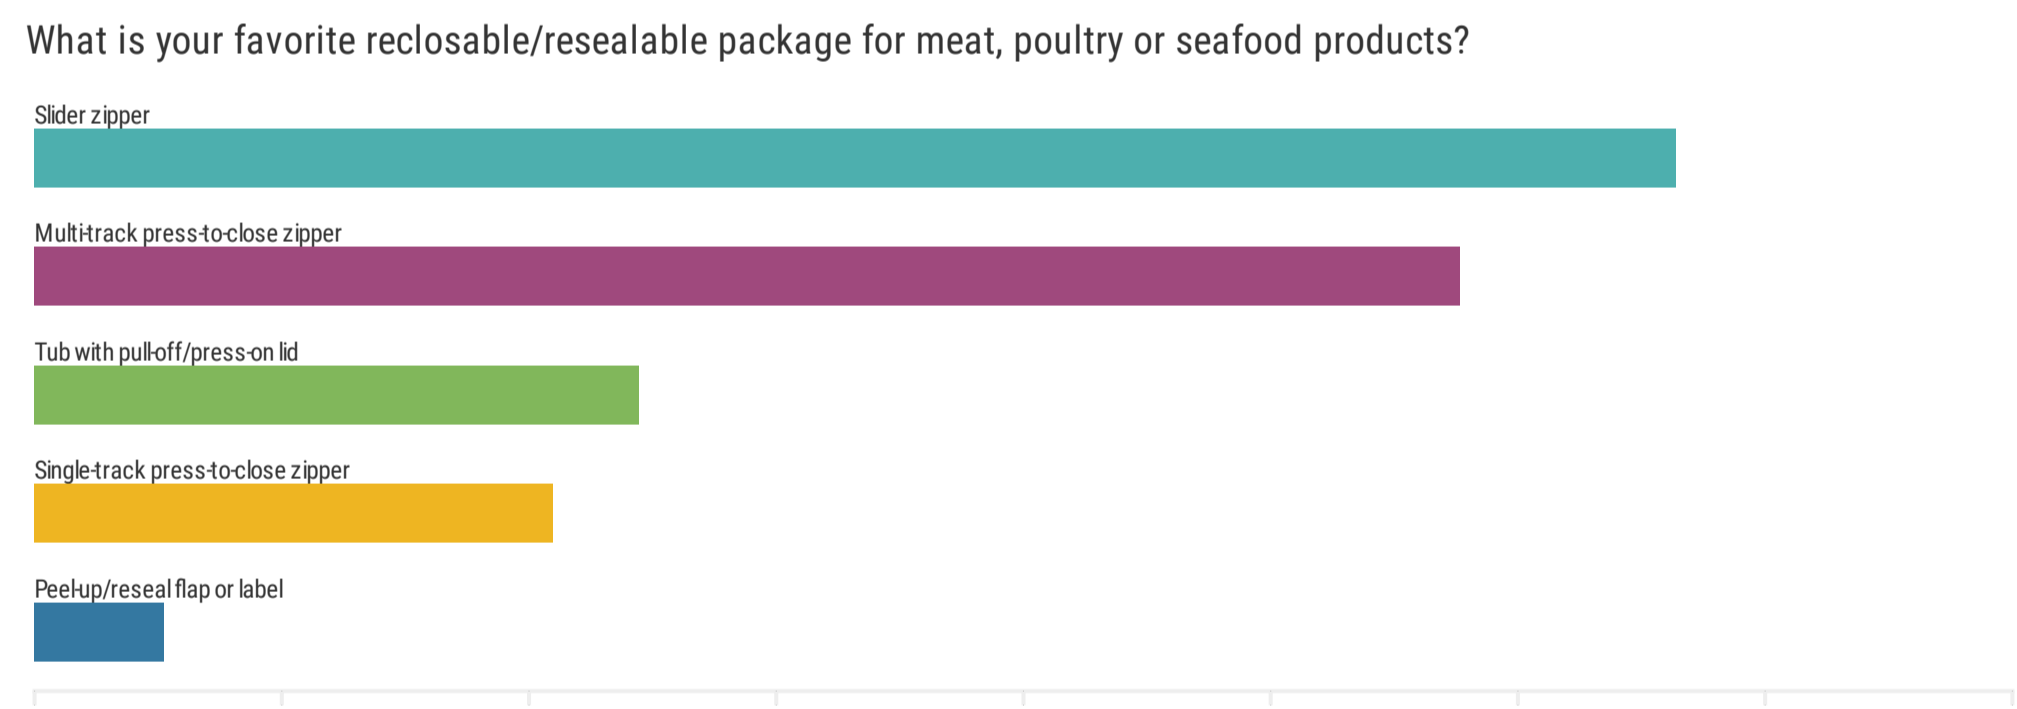 What is your favorite reclosable/resealable package for meat, poultry or seafood products?
Slider zipper
Multi-track press-to-close zipper
Tub with pull-off/press-on lid
Single-track press-to-close zipper
Peel-up/reseal flap or label